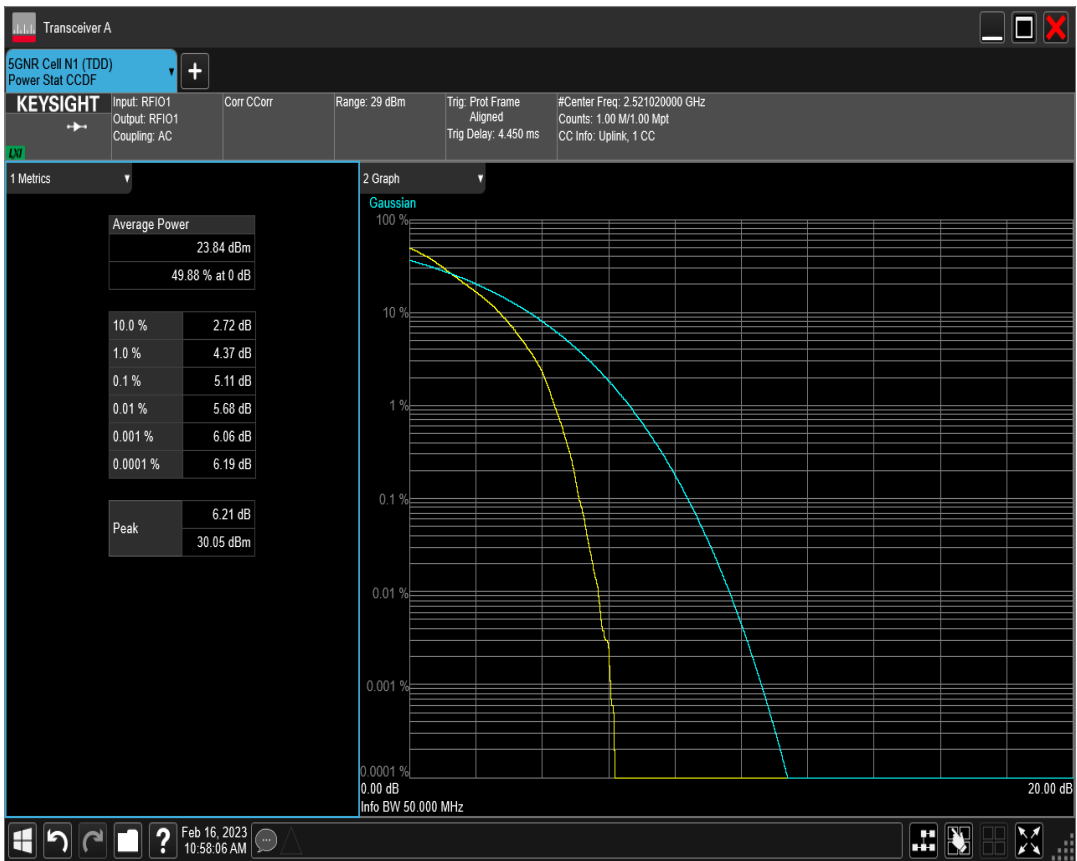 Transceiver A
5GNR Cell N1 (TDD)
Power Stat CCDF
+
KEYSIGHT
LXI
Input: RFIO1
Output: RFIO1
Coupling: AC
Corr CCorr
Range: 29 dBm
Trig: Prot Frame
Aligned
Trig Delay: 4.450 ms
#Center Freq: 2.521020000 GHz
Counts: 1.00 M/1.00 Mpt
CC Info: Uplink, 1 CC
1 Metrics
Average Power
23.84 dBm
49.88 % at 0 dB
10.0 % 2.72 dB
1.0 % 4.37 dB
0.1 % 5.11 dB
0.01 % 5.68 dB
0.001 % 6.06 dB
0.0001 % 6.19 dB
Peak 6.21 dB
30.05 dBm
2 Graph
Gaussian
100 %
10 %
1 %
0.1 %
0.01 %
0.001 %
0.0001 %
0.00 dB 20.00 dB
Info BW 50.000 MHz
? Feb 16, 2023
10:58:06 AM